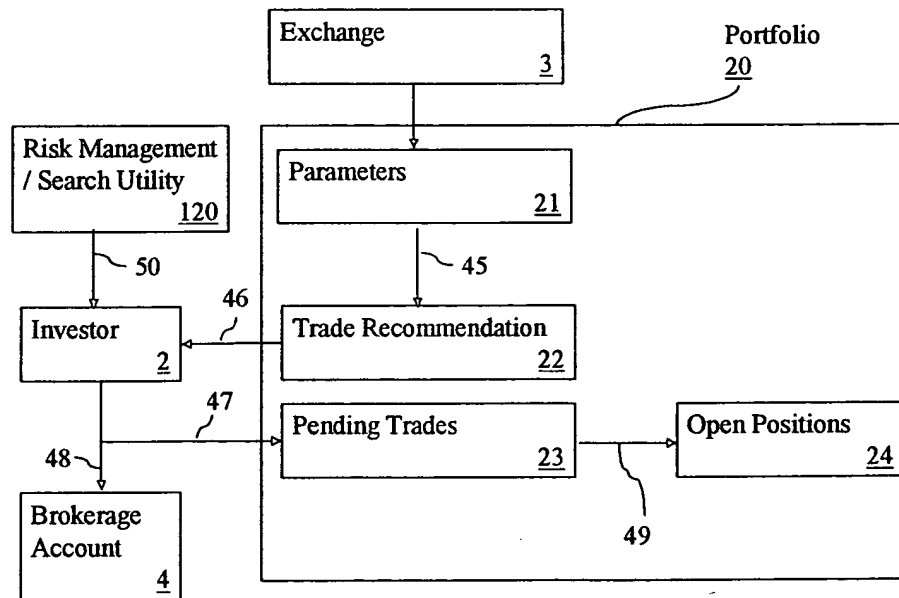 Exchange
3
Portfolio
20
Risk Management
/ Search Utility
120
Parameters
21
50
45
46
Investor
2
Trade Recommendation
22
47
Pending Trades
23
Open Positions
24
48
49
Brokerage
Account
4